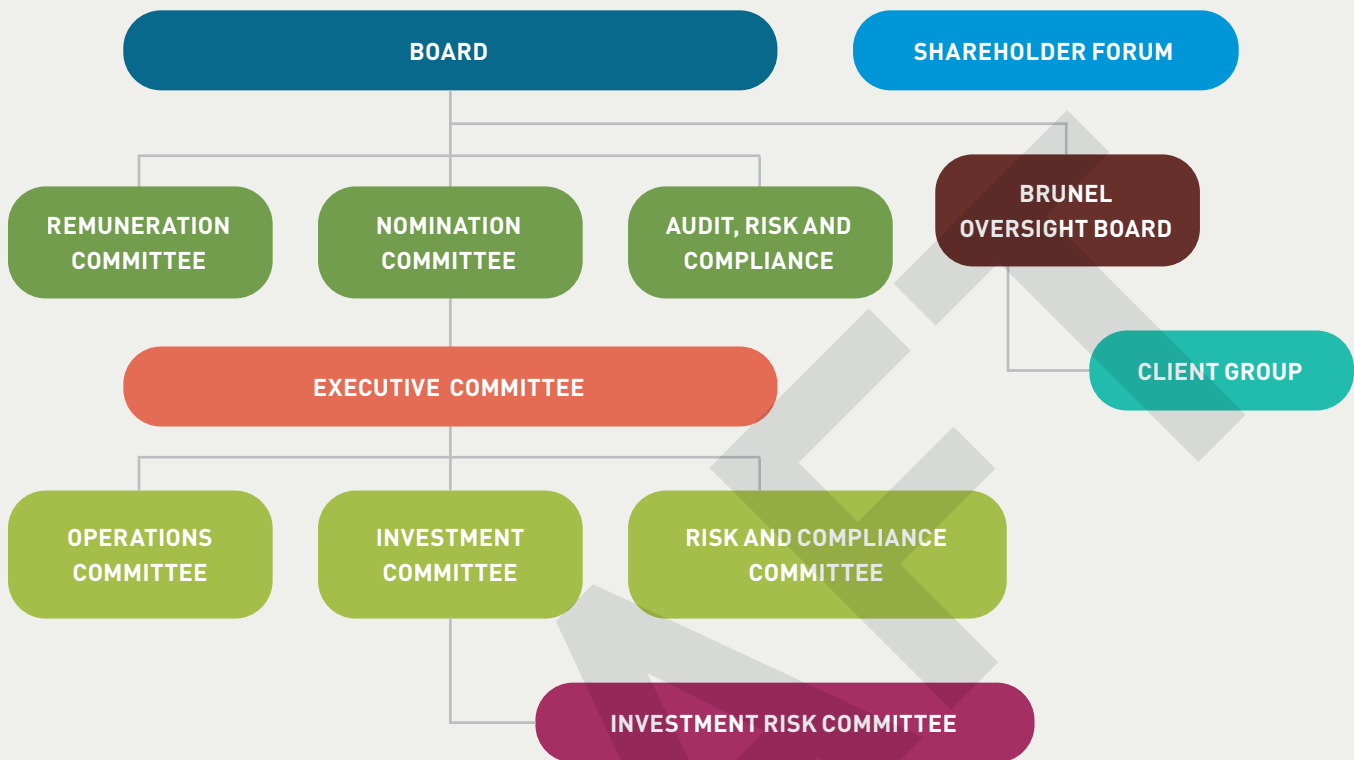 BOARD
SHAREHOLDER FORUM
REMUNERATION
COMMITTEE
NOMINATION
COMMITTEE
AUDIT, RISK AND
COMPLIANCE
BRUNEL
OVERSIGHT BOARD
EXECUTIVE COMMITTEE
CLIENT GROUP
OPERATIONS
COMMITTEE
INVESTMENT
COMMITTEE
RISK AND COMPLIANCE
COMMITTEE
INVESTMENT RISK COMMITTEE